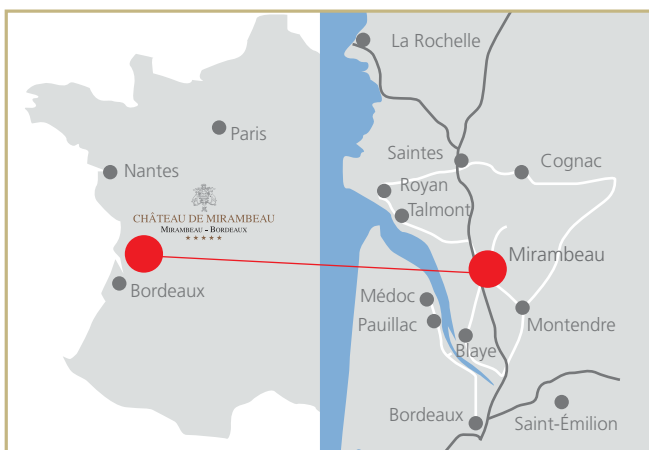 Paris
Nantes
CHÂTEAU DE MIRAMBEAU
MIRAMBEAU - BORDEAUX
Bordeaux
La Rochelle
Saintes
Cognac
Royan
Talmont
Mirambeau
Médoc
Pauillac
Montendre
Blaye
Bordeaux
Saint-Émilion